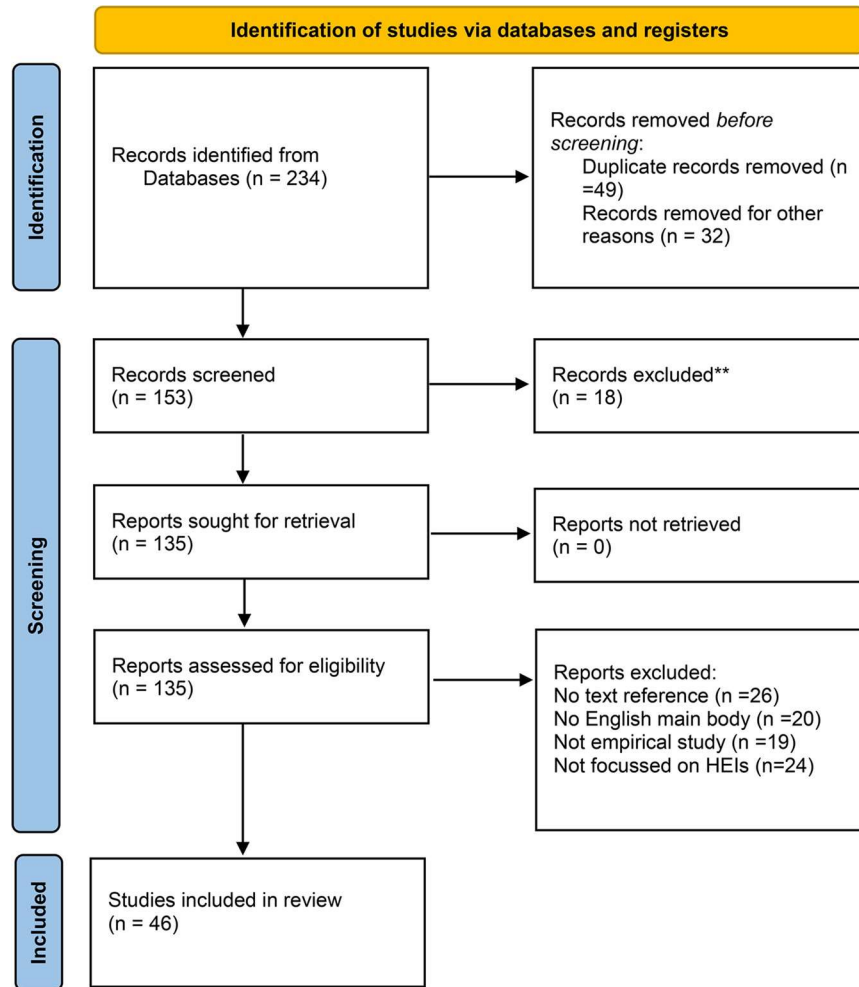 Identification of studies via databases and registers
Identification
Records identified from
Databases (n = 234)
Records removed before
screening:
Duplicate records removed (n
=49)
Records removed for other
reasons (n = 32)
Screening
Records screened
(n = 153)
Records excluded**
(n = 18)
Reports sought for retrieval
(n = 135)
Reports not retrieved
(n = 0)
Reports assessed for eligibility
(n = 135)
Reports excluded:
No text reference (n =26)
No English main body (n =20)
Not empirical study (n =19)
Not focussed on HEIs (n=24)
Included
Studies included in review
(n = 46)